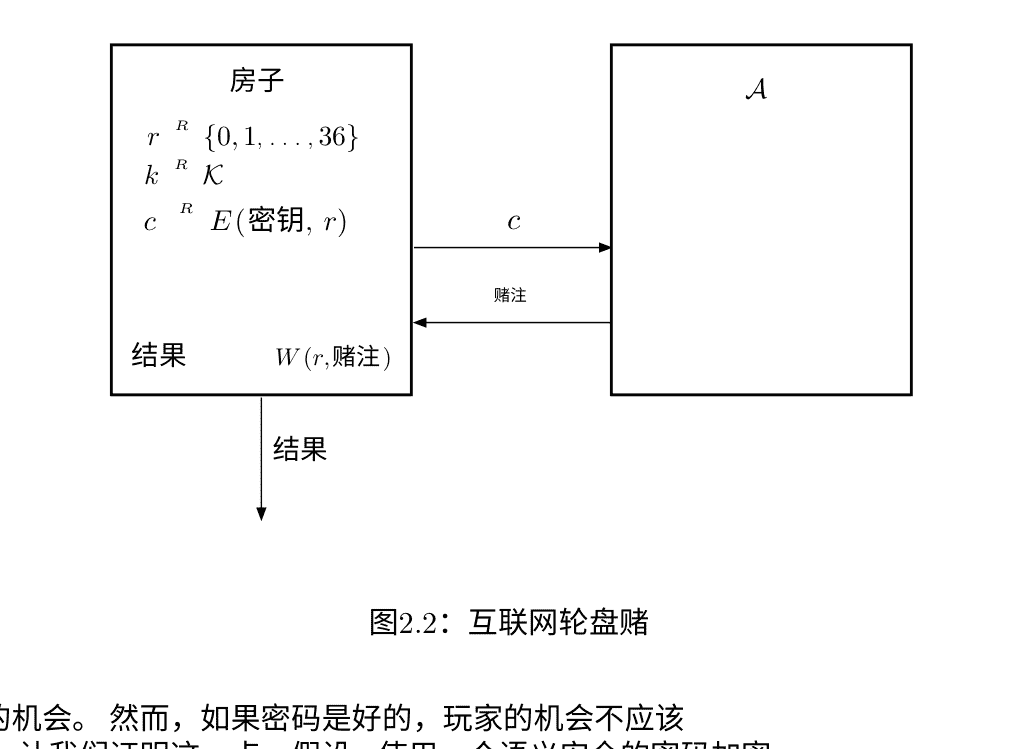 房子
𝒜
r R {0, 1, . . . , 36}
k R 𝒦
c R E(密钥, r)
c
赌注
结果 W(r,赌注)
结果
图2.2：互联网轮盘赌
的机会。 然而，如果密码是好的，玩家的机会不应该